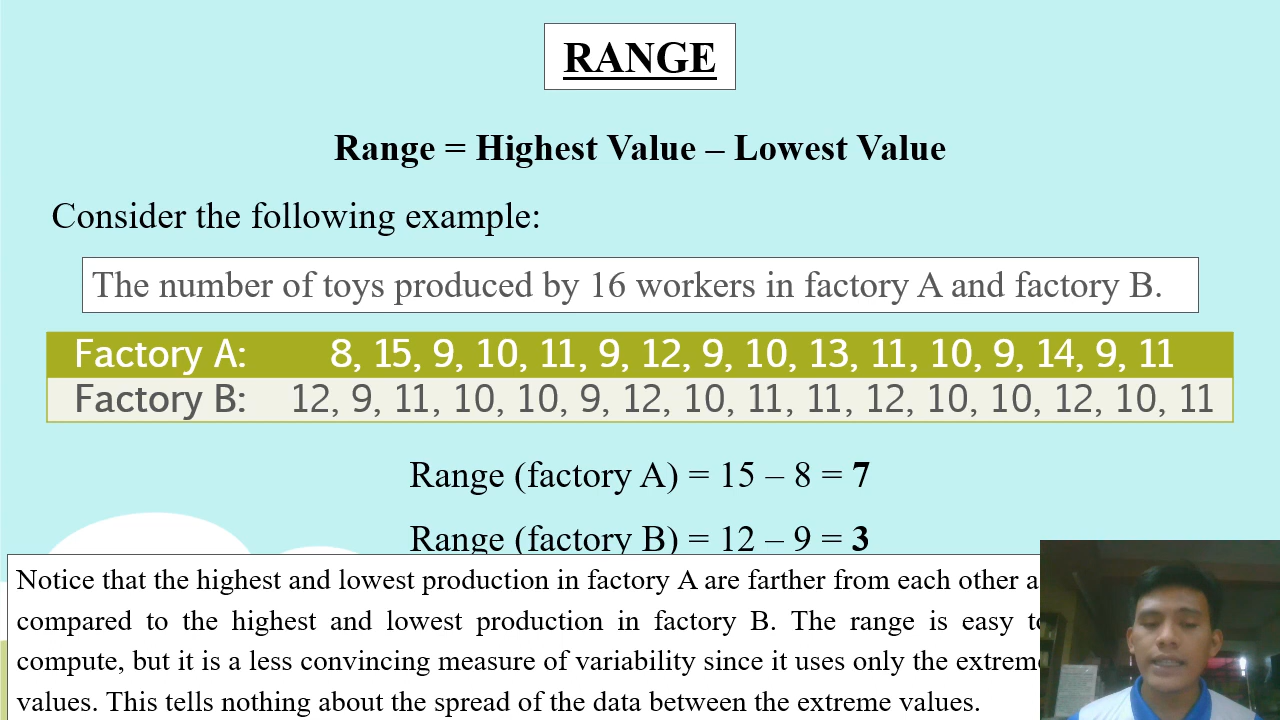 RANGE
Range = Highest Value – Lowest Value
Consider the following example:
The number of toys produced by 16 workers in factory A and factory B.
Factory A: 8, 15, 9, 10, 11, 9, 12, 9, 10, 13, 11, 10, 9, 14, 9, 11
Factory B: 12, 9, 11, 10, 10, 9, 12, 10, 11, 11, 12, 10, 10, 12, 10, 11
Range (factory A) = 15 – 8 = 7
Range (factory B) = 12 – 9 = 3
Notice that the highest and lowest production in factory A are farther from each other
compared to the highest and lowest production in factory B. The range is easy
compute, but it is a less convincing measure of variability since it uses only the extreme
values. This tells nothing about the spread of the data between the extreme values.